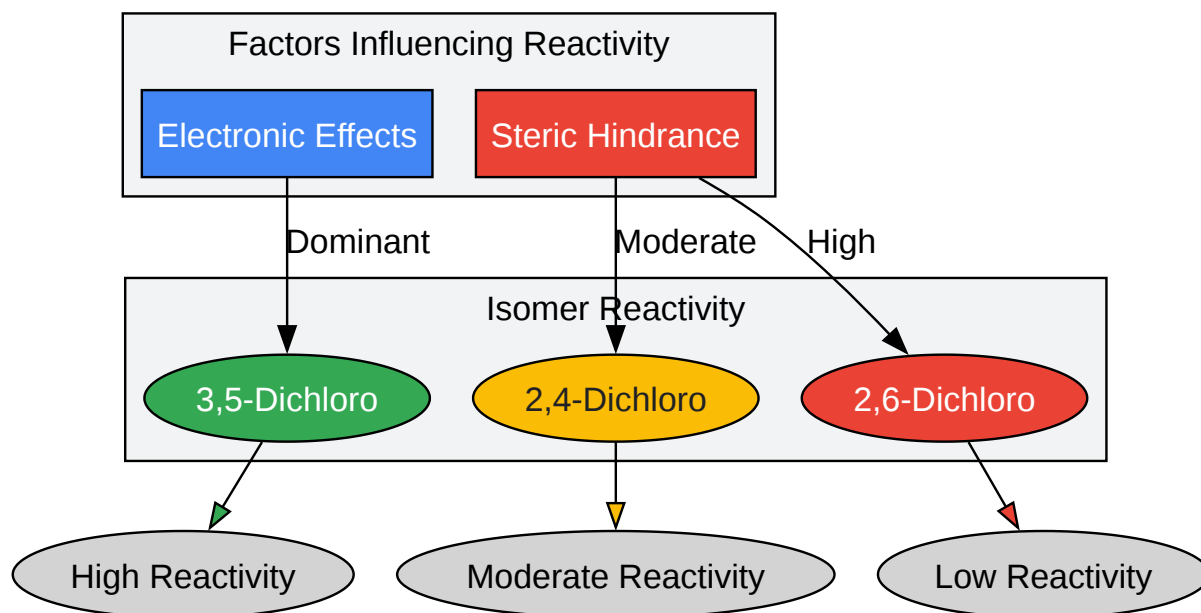 Factors Influencing Reactivity
Electronic Effects
Steric Hindrance
Dominant
Moderate
High
Isomer Reactivity
3,5-Dichloro
2,4-Dichloro
2,6-Dichloro
High Reactivity
Moderate Reactivity
Low Reactivity